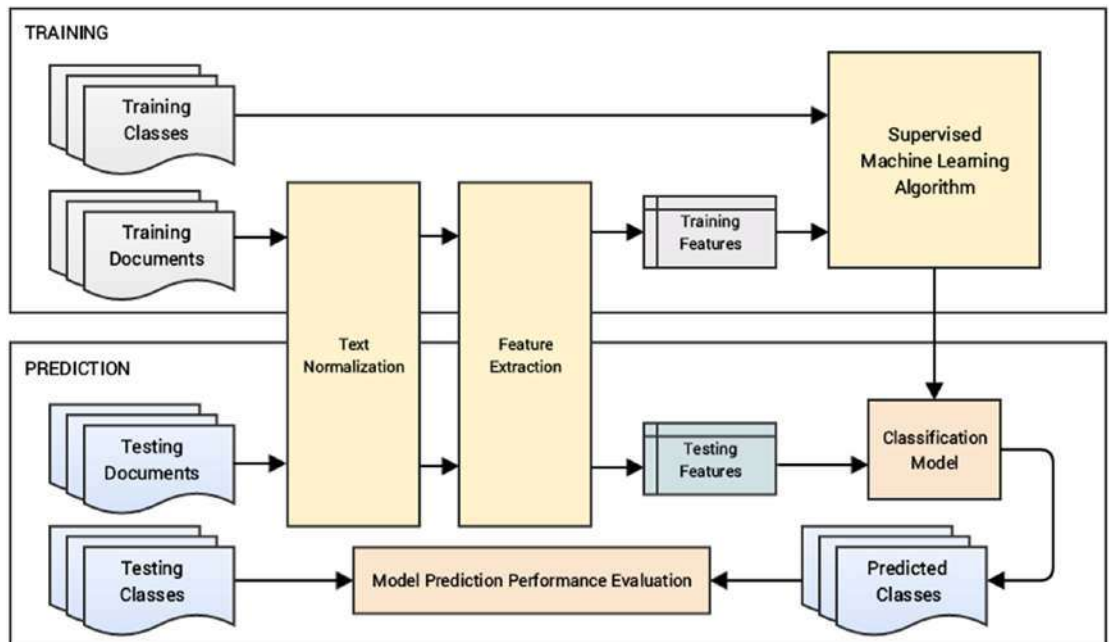 TRAINING
Training
Classes
Supervised
Machine Learning
Algorithm
Training
Documents
Training
Features
Text
Normalization
Feature
Extraction
PREDICTION
Testing
Documents
Testing
Features
Classification
Model
Testing
Classes
Model Prediction Performance Evaluation
Predicted
Classes